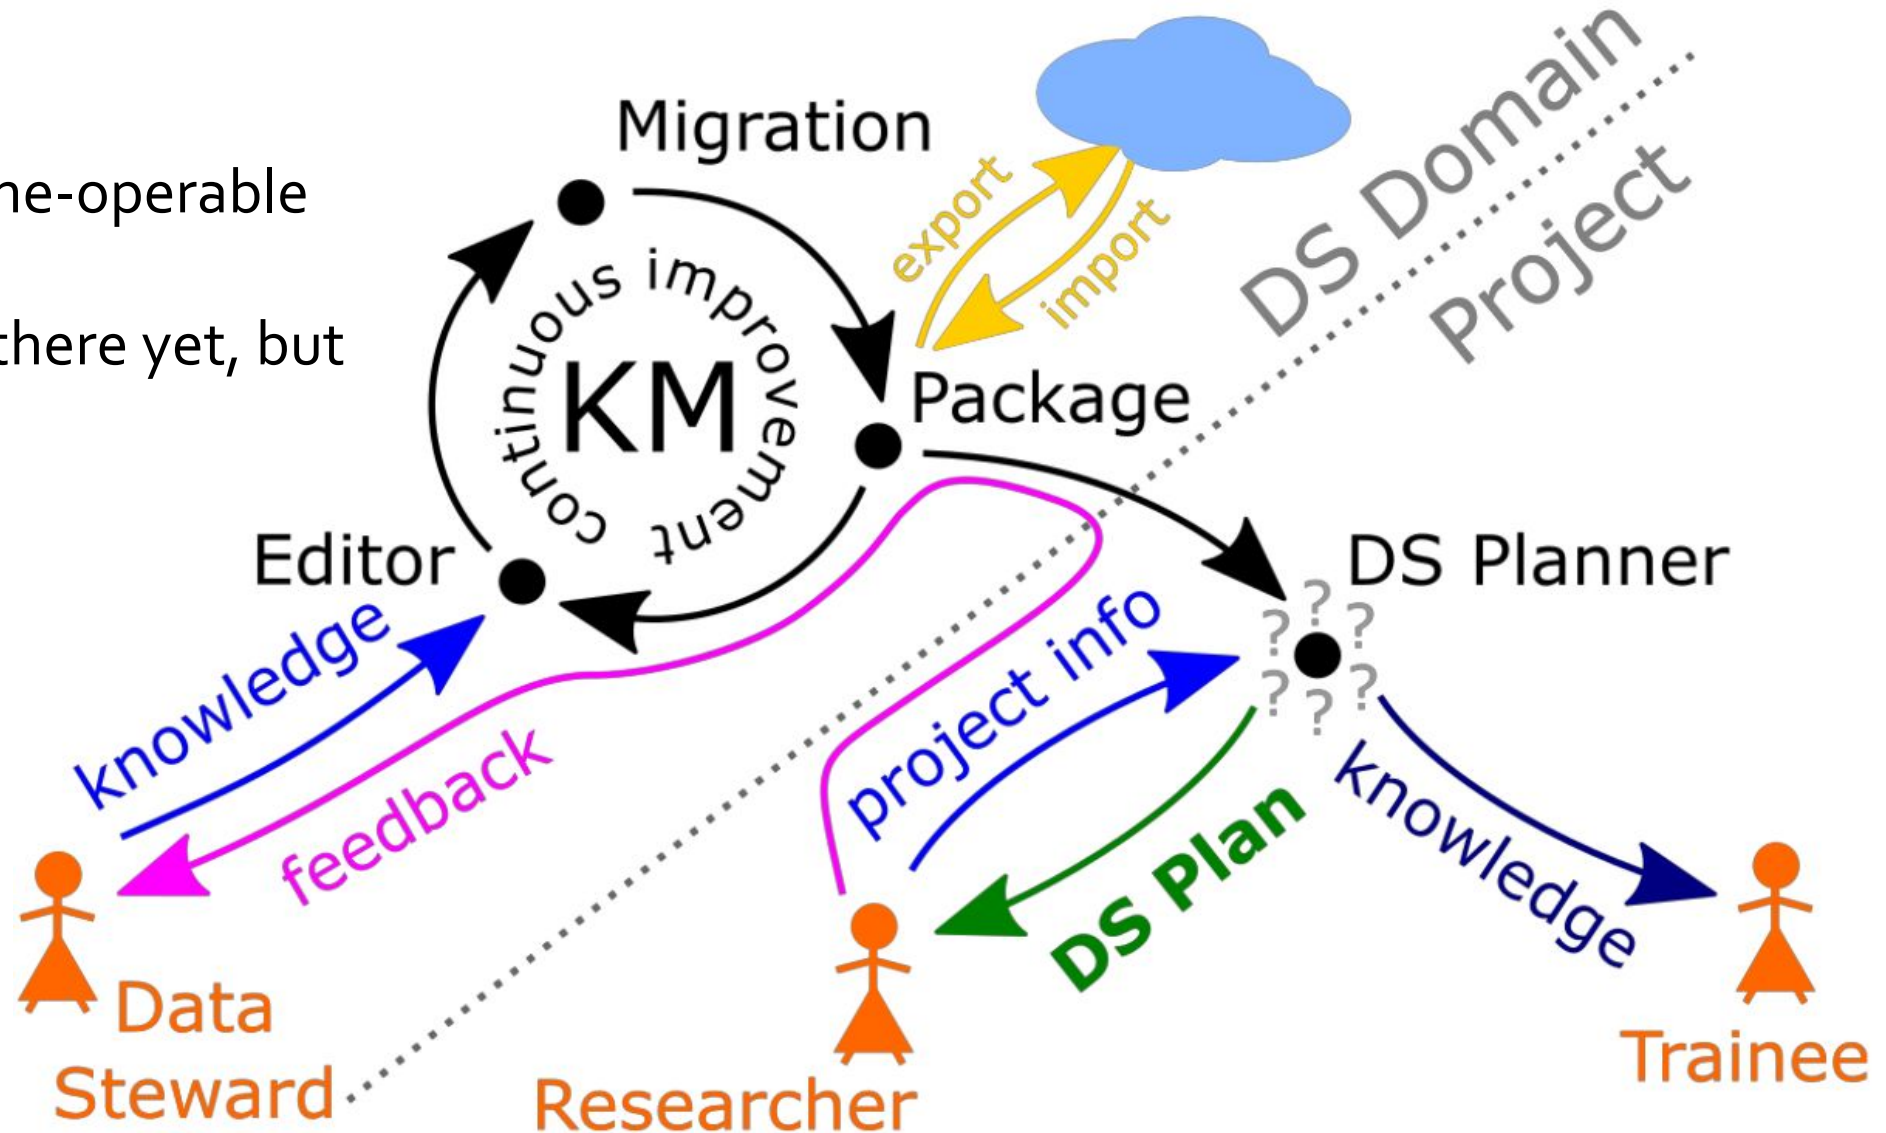 ne-operable
there yet, but
Migration
export
import
DS Domain
Project
continuous improvement
KM
Package
Editor
DS Planner
? ? ? ? ? ?
knowledge
feedback
project info
DS Plan
knowledge
Data
Steward
Researcher
Trainee